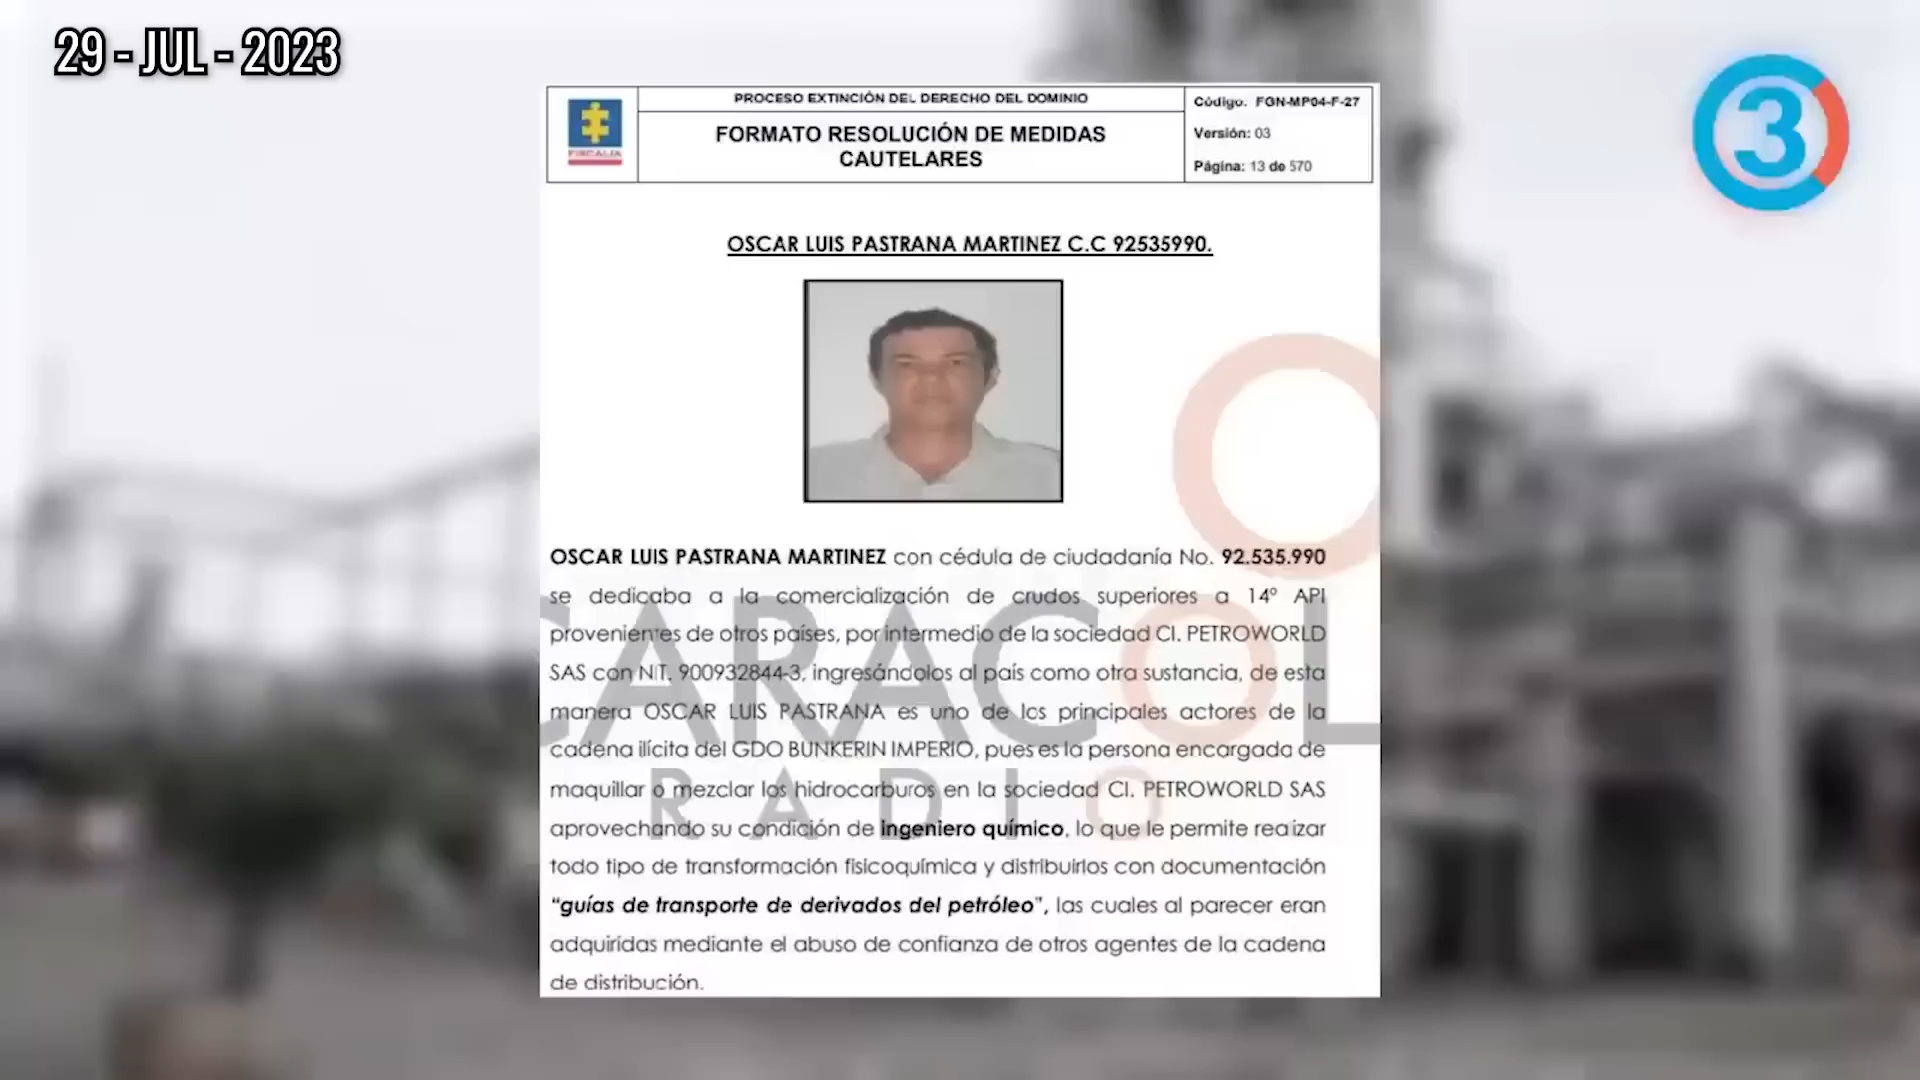 29 - JUL - 2023
3
FISCALIA
PROCESO EXTINCIÓN DEL DERECHO DEL DOMINIO
FORMATO RESOLUCIÓN DE MEDIDAS
CAUTELARES
Código. FGN-MP04-F-27
Versión: 03
Página: 13 de 570
OSCAR LUIS PASTRANA MARTINEZ C.C 92535990.
OSCAR LUIS PASTRANA MARTINEZ con cédula de ciudadanía No. 92.535.990
se dedicaba a la comercialización de crudos superiores a 14º API
provenientes de otros países, por intermedio de la sociedad CI. PETROWORLD
SAS con NIT. 900932844-3, ingresándolos al país como otra sustancia, de esta
manera OSCAR LUIS PASTRANA es uno de los principales actores de la
cadena ilícita del GDO BUNKERIN IMPERIO, pues es la persona encargada de
maquillar o mezclar los hidrocarburos en la sociedad CI. PETROWORLD SAS
aprovechando su condición de ingeniero químico, lo que le permite realizar
todo tipo de transformación fisicoquímica y distribuirlos con documentación
“guías de transporte de derivados del petróleo”, las cuales al parecer eran
adquiridas mediante el abuso de confianza de otros agentes de la cadena
de distribución.
CARACOL
RADIO